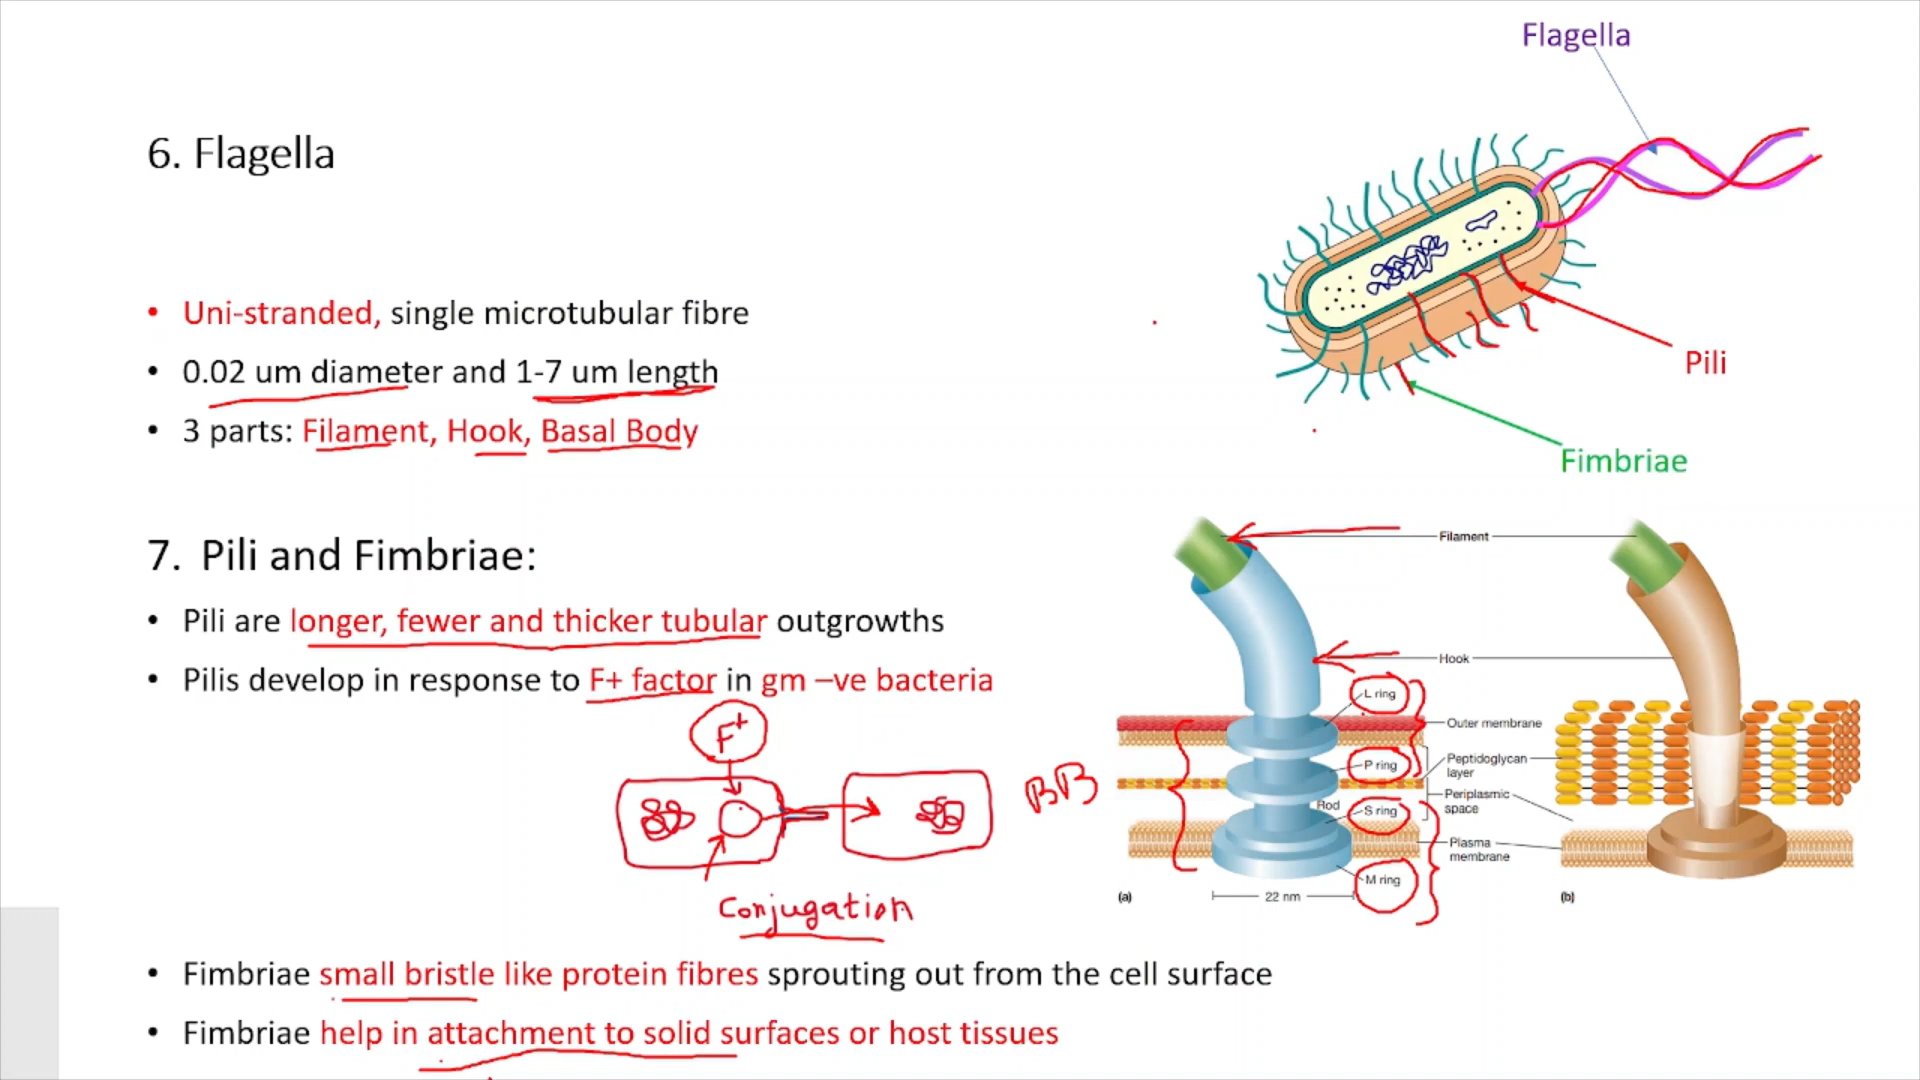 Flagella
6. Flagella
• Uni-stranded, single microtubular fibre
• 0.02 um diameter and 1-7 um length
• 3 parts: Filament, Hook, Basal Body
Pili
Fimbriae
7. Pili and Fimbriae:
• Pili are longer, fewer and thicker tubular outgrowths
• Pilis develop in response to F+ factor in gm –ve bacteria
F+
Conjugation
• Fimbriae small bristle like protein fibres sprouting out from the cell surface
• Fimbriae help in attachment to solid surfaces or host tissues
Filament
Hook
L ring
Outer membrane
P ring
Peptidoglycan
layer
BB
Rod
Periplasmic
space
S ring
Plasma
membrane
M ring
(a)
22 nm
(b)